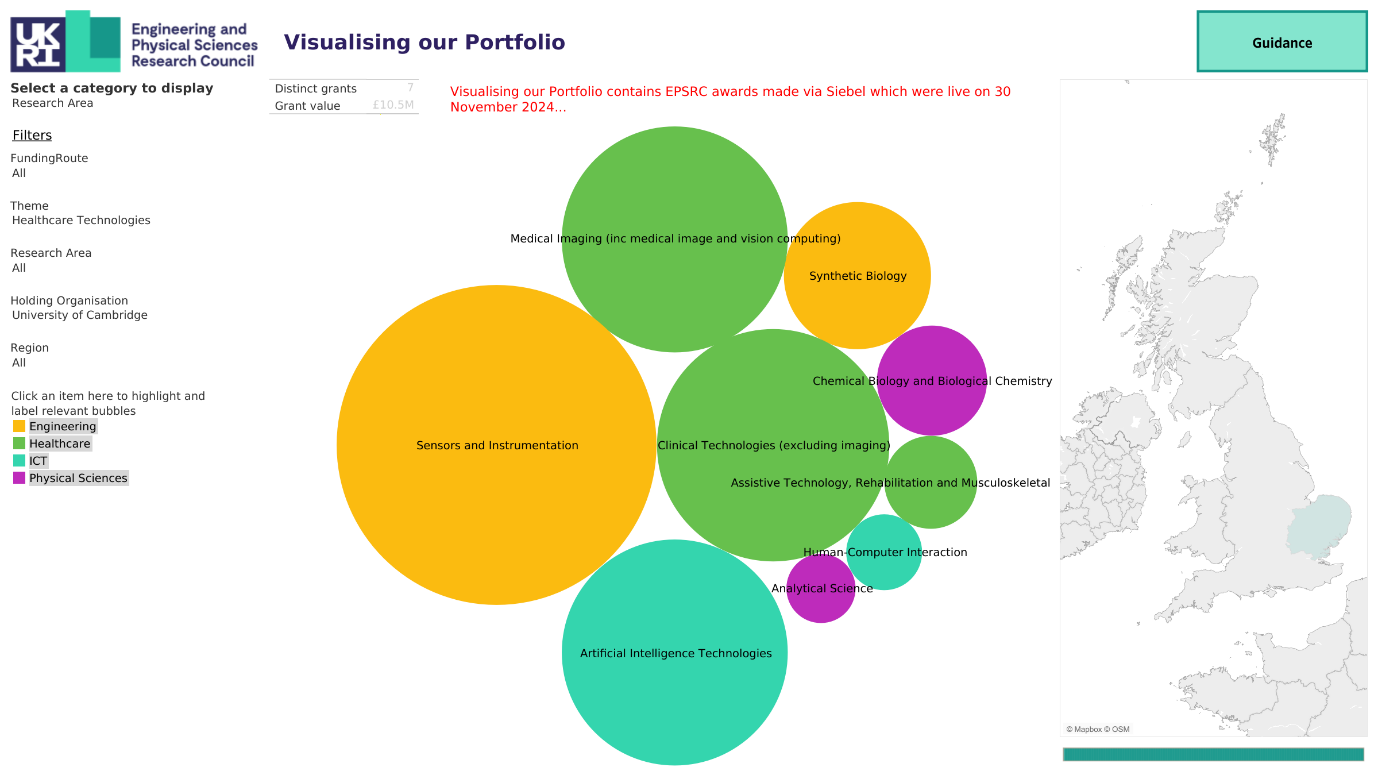 UK
RI
Engineering and
Physical Sciences
Research Council
Visualising our Portfolio
Guidance
Select a category to display
Research Area
Distinct grants 7
Grant value £10.5M
Visualising our Portfolio contains EPSRC awards made via Siebel which were live on 30
November 2024...
Filters
FundingRoute
All
Theme
Healthcare Technologies
Research Area
All
Holding Organisation
University of Cambridge
Region
All
Click an item here to highlight and
label relevant bubbles
Engineering
Healthcare
ICT
Physical Sciences
Medical Imaging (inc medical image and vision computing)
Synthetic Biology
Chemical Biology and Biological Chemistry
Sensors and Instrumentation
Clinical Technologies (excluding imaging)
Assistive Technology, Rehabilitation and Musculoskeletal
Human-Computer Interaction
Analytical Science
Artificial Intelligence Technologies
© Mapbox © OSM